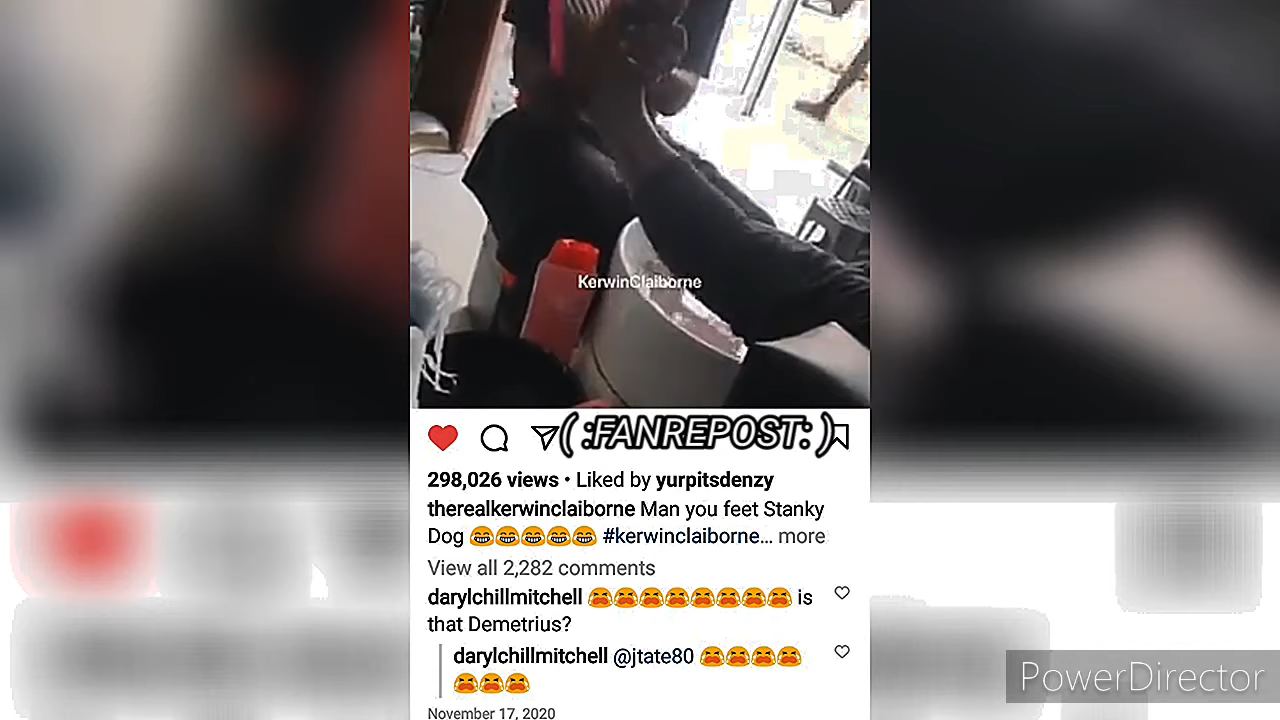 KerwinClaiborne
( :FANREPOST: )
298,026 views • Liked by yurpitsdenzy
therealkerwinclaiborne Man you feet Stanky
Dog 😂😂😂😂😂 #kerwinclaiborne... more
View all 2,282 comments
darylchillmitchell 😫😫😫😫😫😫😫😫 is
that Demetrius?
darylchillmitchell @jtate80 😫😫😫😫
😫😫😫
November 17, 2020
PowerDirector